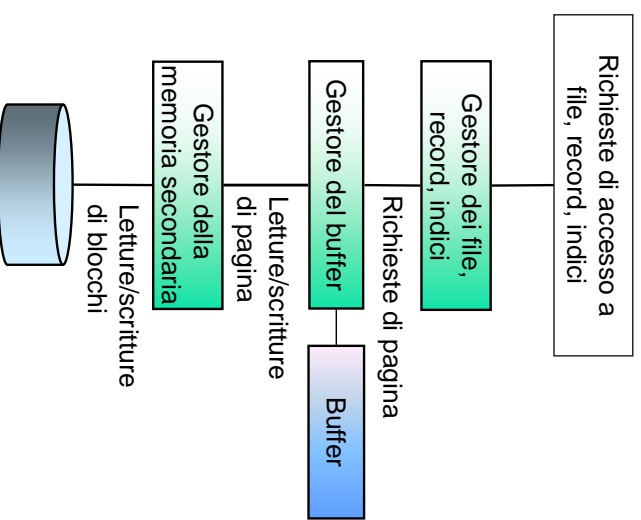 Richieste di accesso a
file, record, indici
Gestore dei file,
record, indici
Richieste di pagina
Gestore del buffer
Buffer
Letture/scritture
di pagina
Gestore della
memoria secondaria
Letture/scritture
di blocchi